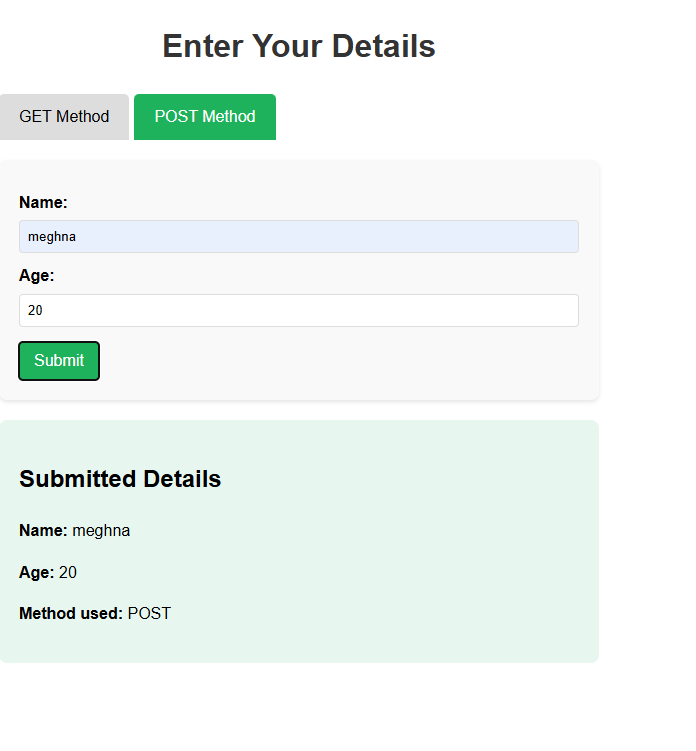 Enter Your Details
GET Method POST Method
Name:
meghna
Age:
20
Submit
Submitted Details
Name: meghna
Age: 20
Method used: POST